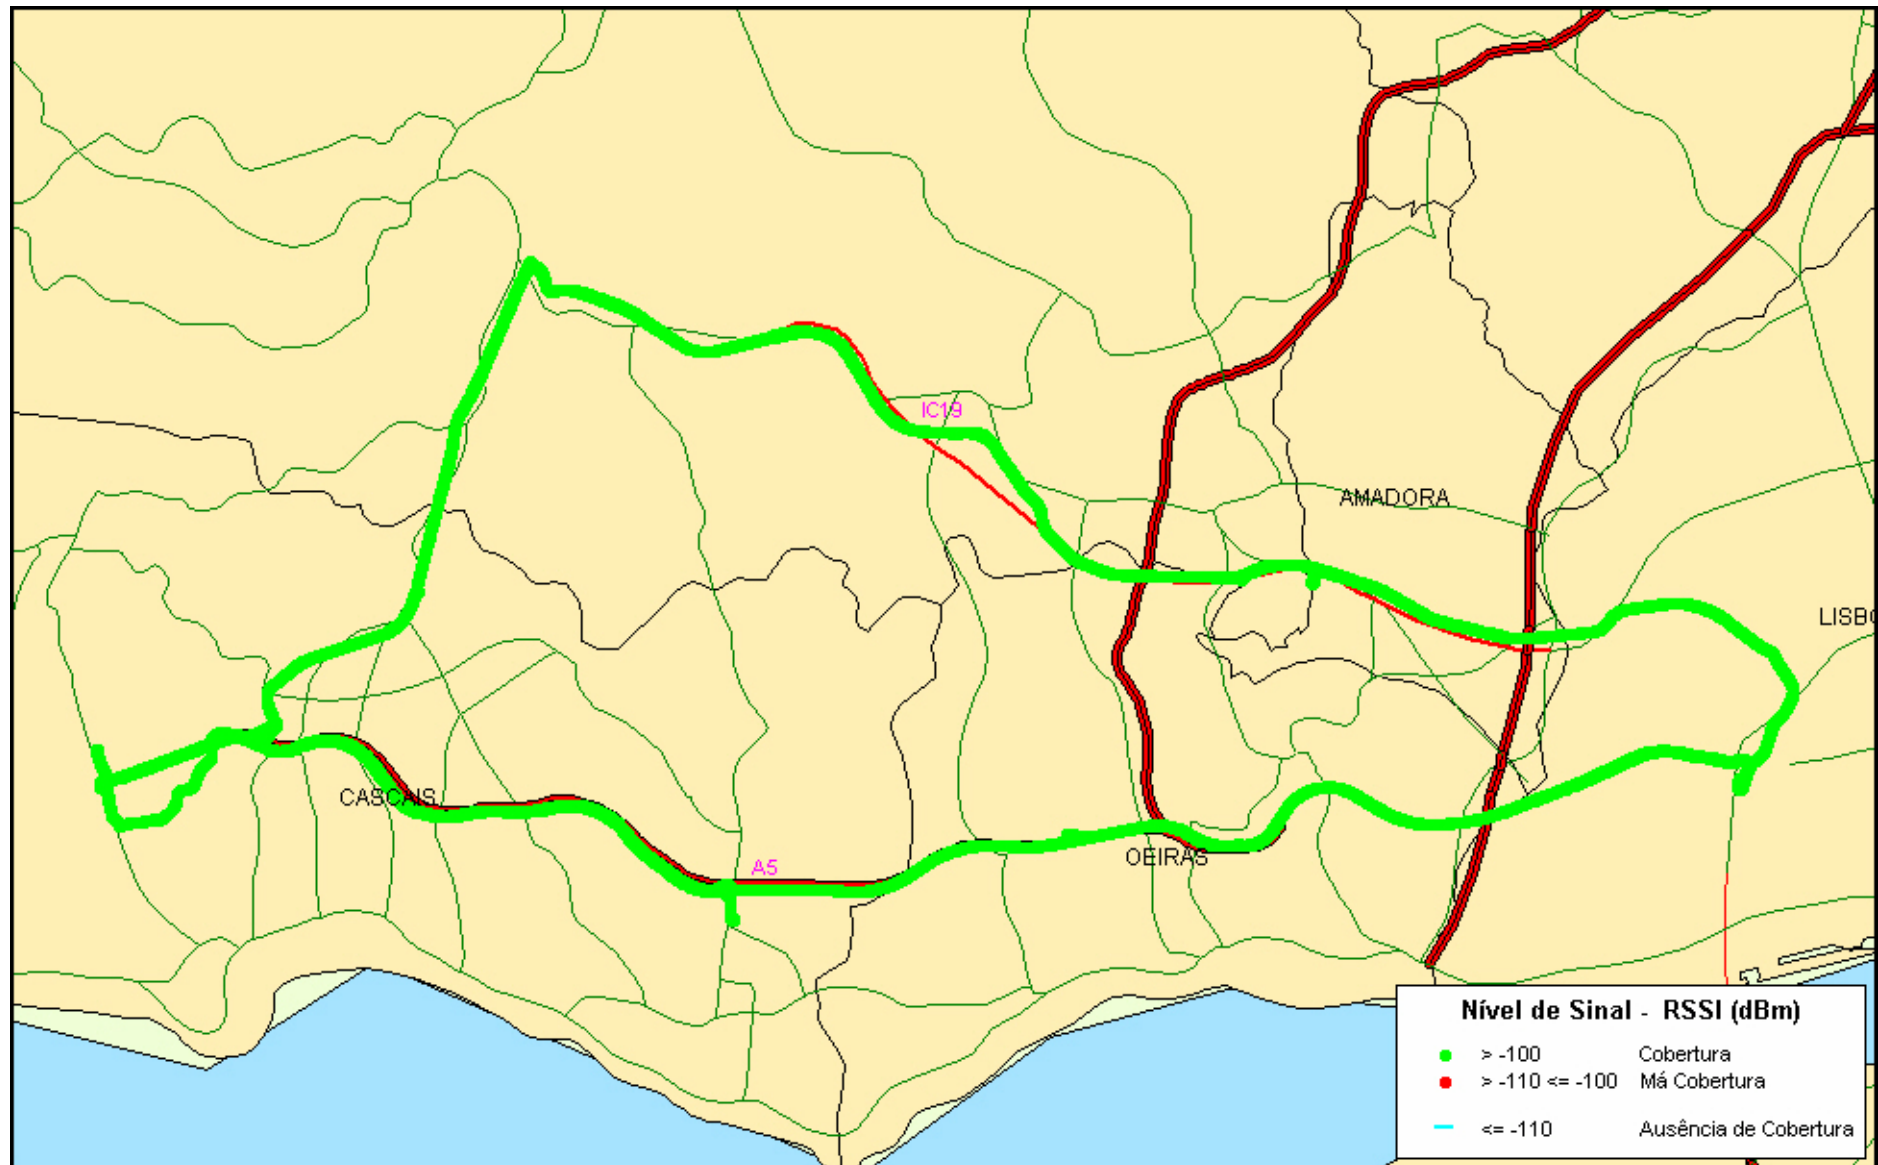 IC19
AMADORA
LISBO
CASCAIS
OEIRAS
A5
Nível de Sinal - RSSI (dBm)
> -100 Cobertura
> -110 <= -100 Má Cobertura
<= -110 Ausência de Cobertura